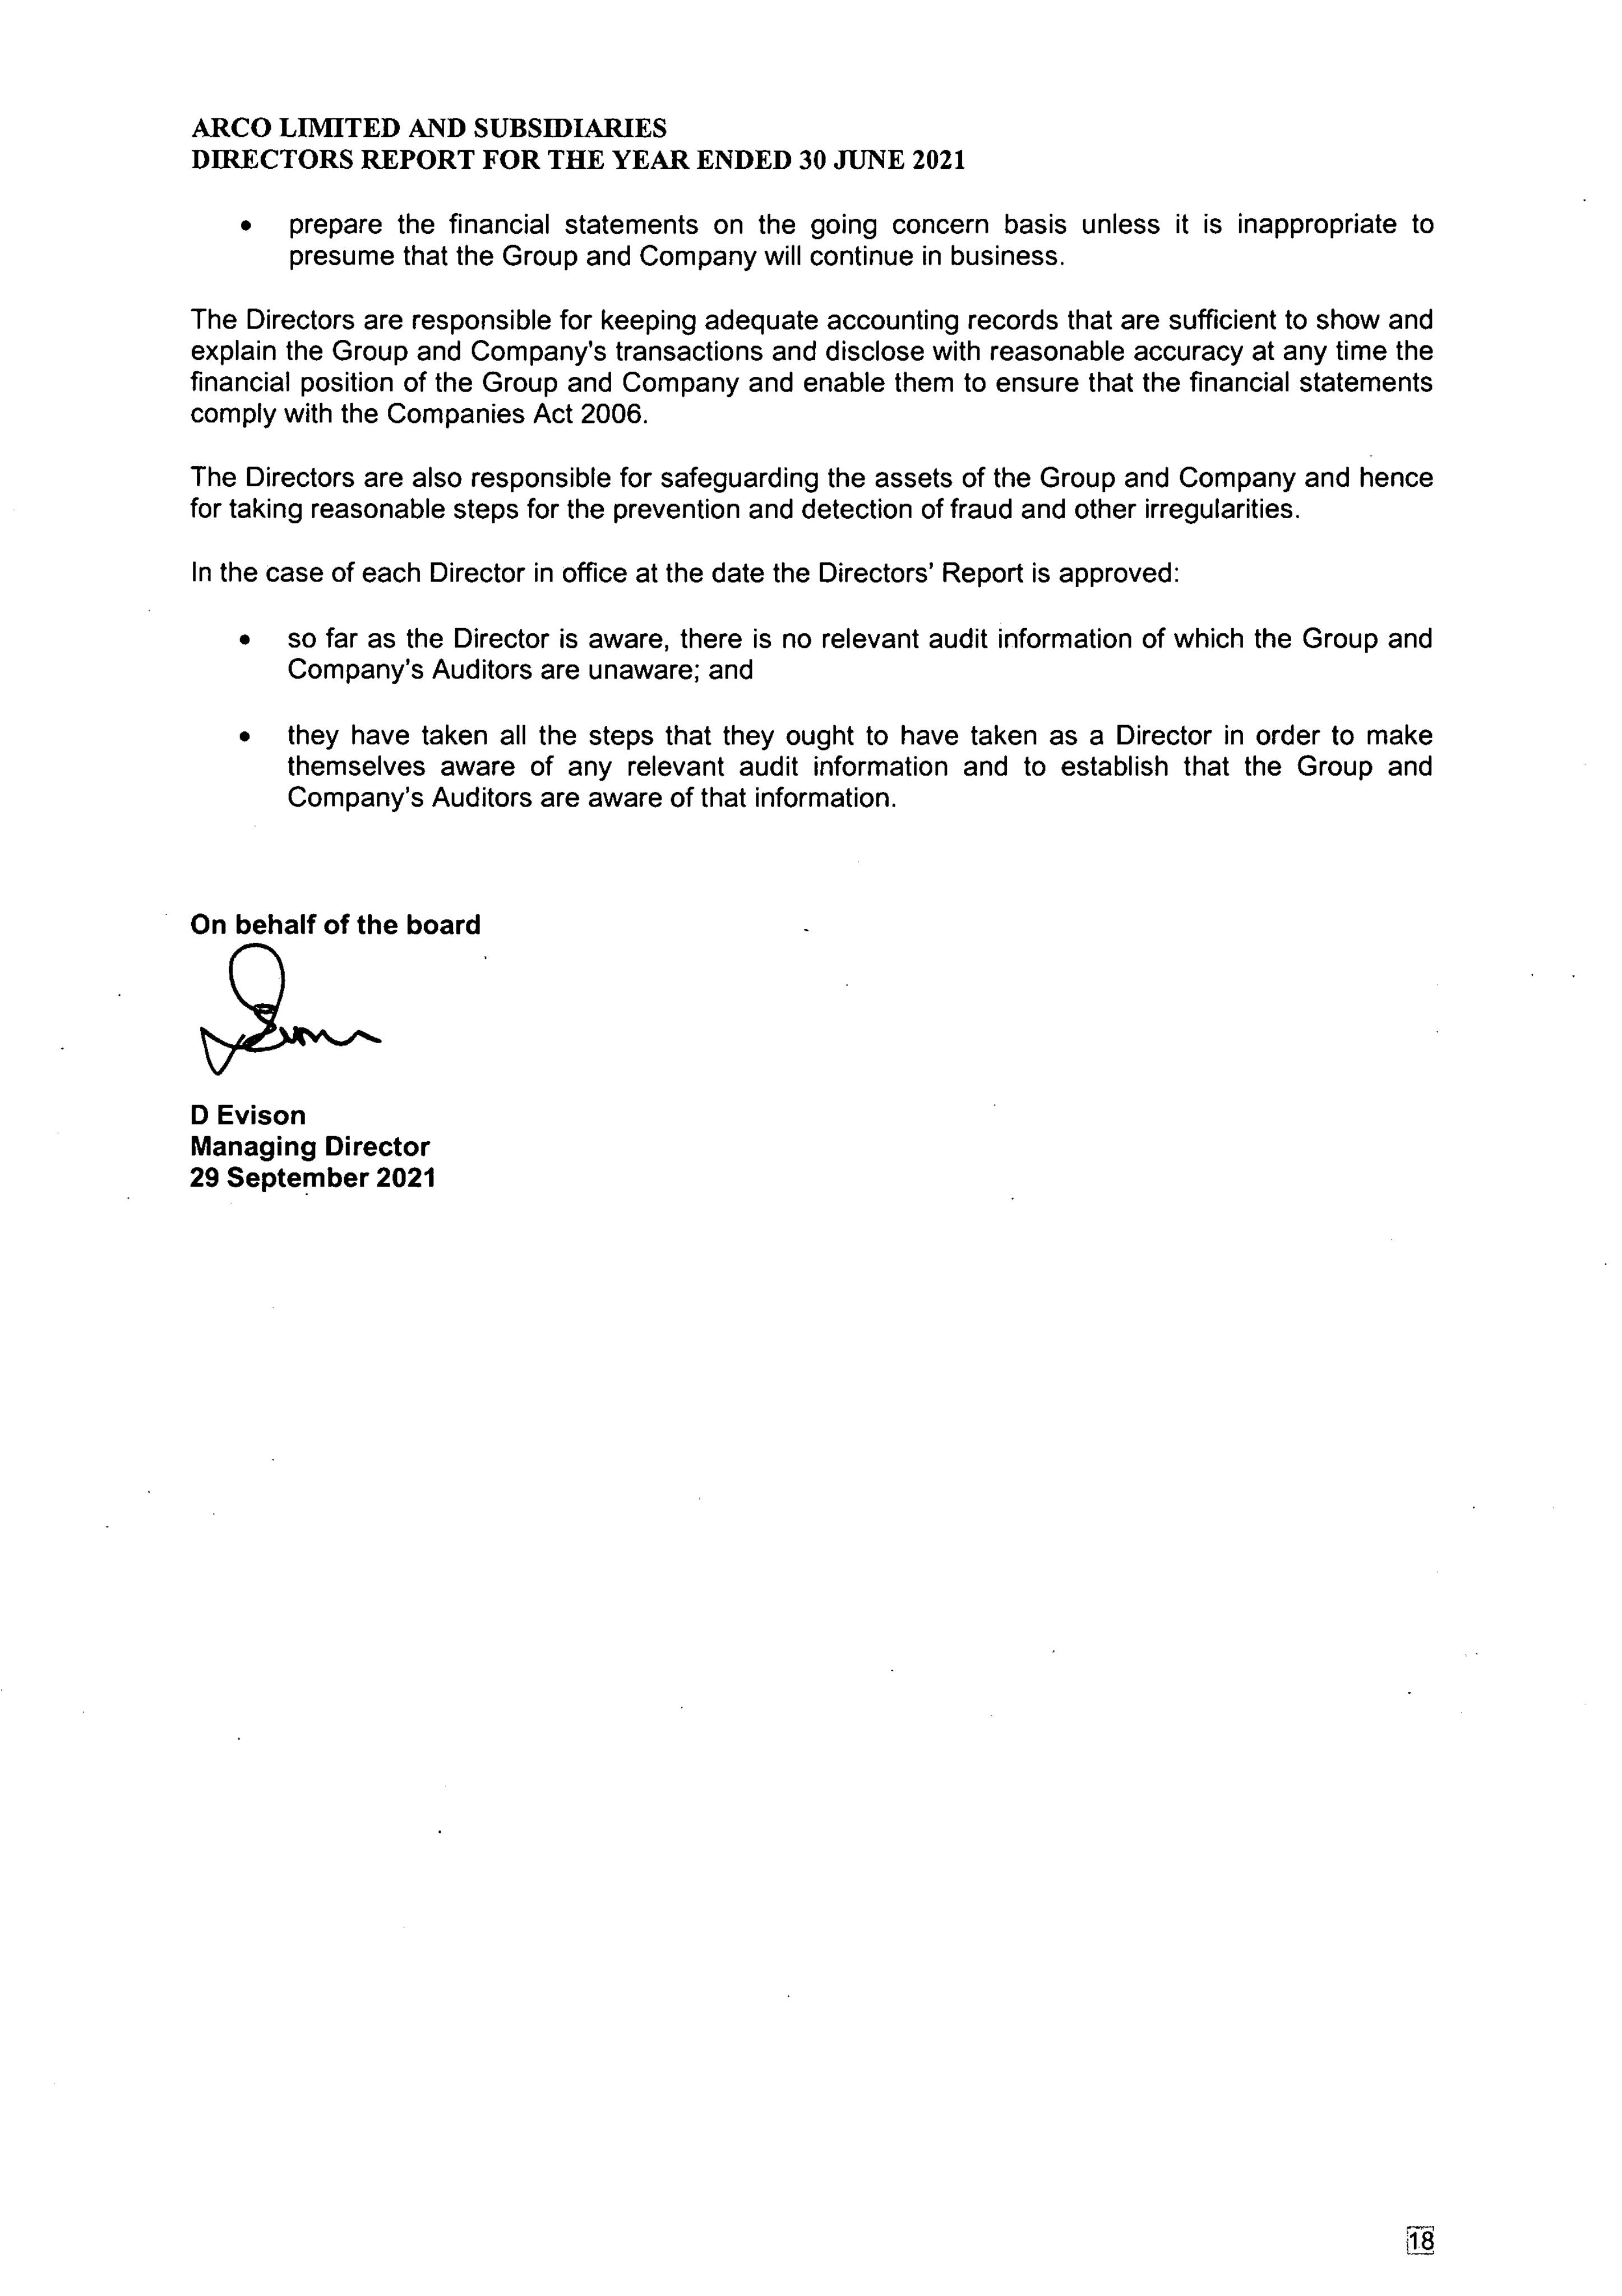 ARCO LIMITED AND SUBSIDIARIES
DIRECTORS REPORT FOR THE YEAR ENDED 30 JUNE 2021
• prepare the financial statements on the going concern basis unless it is inappropriate to
presume that the Group and Company will continue in business.
The Directors are responsible for keeping adequate accounting records that are sufficient to show and
explain the Group and Company's transactions and disclose with reasonable accuracy at any time the
financial position of the Group and Company and enable them to ensure that the financial statements
comply with the Companies Act 2006.
The Directors are also responsible for safeguarding the assets of the Group and Company and hence
for taking reasonable steps for the prevention and detection of fraud and other irregularities.
In the case of each Director in office at the date the Directors' Report is approved:
• so far as the Director is aware, there is no relevant audit information of which the Group and
Company's Auditors are unaware; and
• they have taken all the steps that they ought to have taken as a Director in order to make
themselves aware of any relevant audit information and to establish that the Group and
Company's Auditors are aware of that information.
On behalf of the board
D Evison
Managing Director
29 September 2021
18